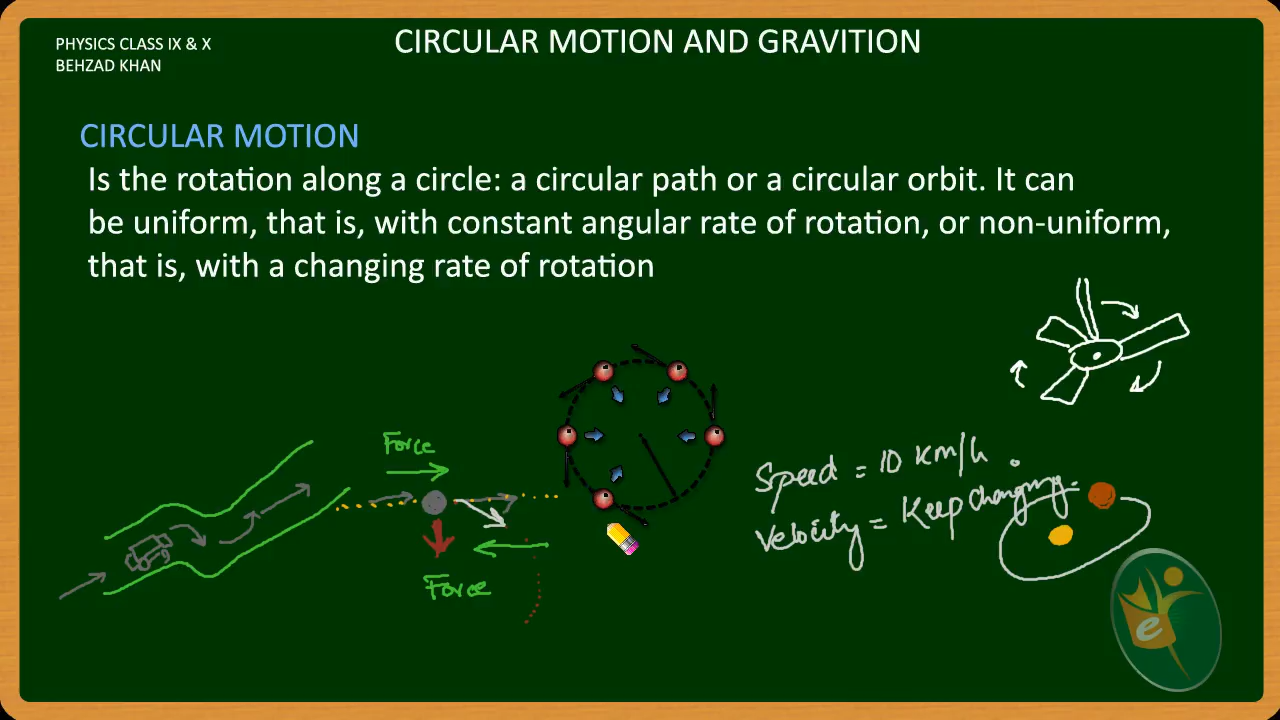 PHYSICS CLASS IX & X
BEHZAD KHAN
CIRCULAR MOTION AND GRAVITION
CIRCULAR MOTION
Is the rotation along a circle: a circular path or a circular orbit. It can
be uniform, that is, with constant angular rate of rotation, or non-uniform,
that is, with a changing rate of rotation
Force
Force
Speed = 10 Km/h
Velocity = Keep Changing
e